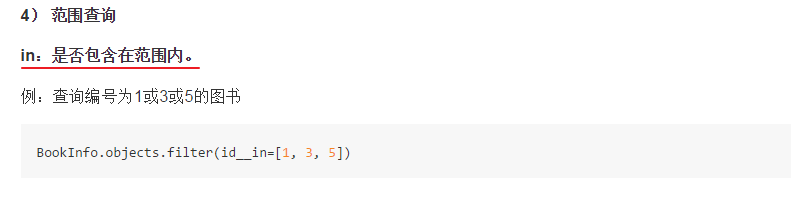 4） 范围查询
in：是否包含在范围内。
例：查询编号为1或3或5的图书
BookInfo.objects.filter(id__in=[1, 3, 5])